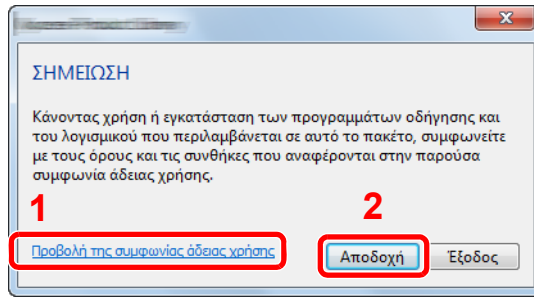 ΣΗΜΕΙΩΣΗ
Κάνοντας χρήση ή εγκατάσταση των προγραμμάτων οδήγησης και
του λογισμικού που περιλαμβάνεται σε αυτό το πακέτο, συμφωνείτε
με τους όρους και τις συνθήκες που αναφέρονται στην παρούσα
συμφωνία άδειας χρήσης.
1 2
Προβολή της συμφωνίας άδειας χρήσης Αποδοχή Έξοδος